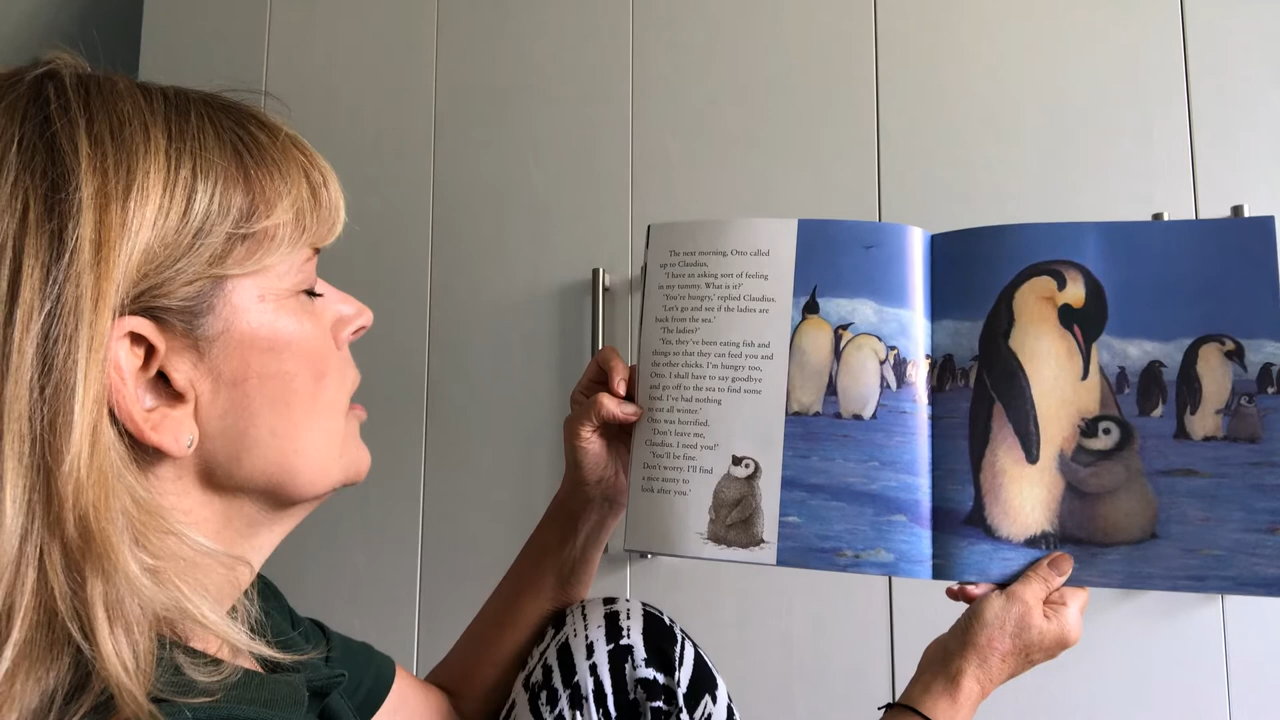 The next morning, Otto called
up to Claudius,
'I have an asking sort of feeling
in my tummy. What is it?'
'You're hungry,' replied Claudius.
'Let's go and see if the ladies are
back from the sea.'
'The ladies?'
'Yes, they've been eating fish and
things so that they can feed you and
the other chicks. I'm hungry too,
Otto. I shall have to say goodbye
and go off to the sea to find some
food. I've had nothing
to eat all winter.'
Otto was horrified.
'Don't leave me,
Claudius. I need you!'
'You'll be fine.
Don't worry. I'll find
a nice aunty to
look after you.'